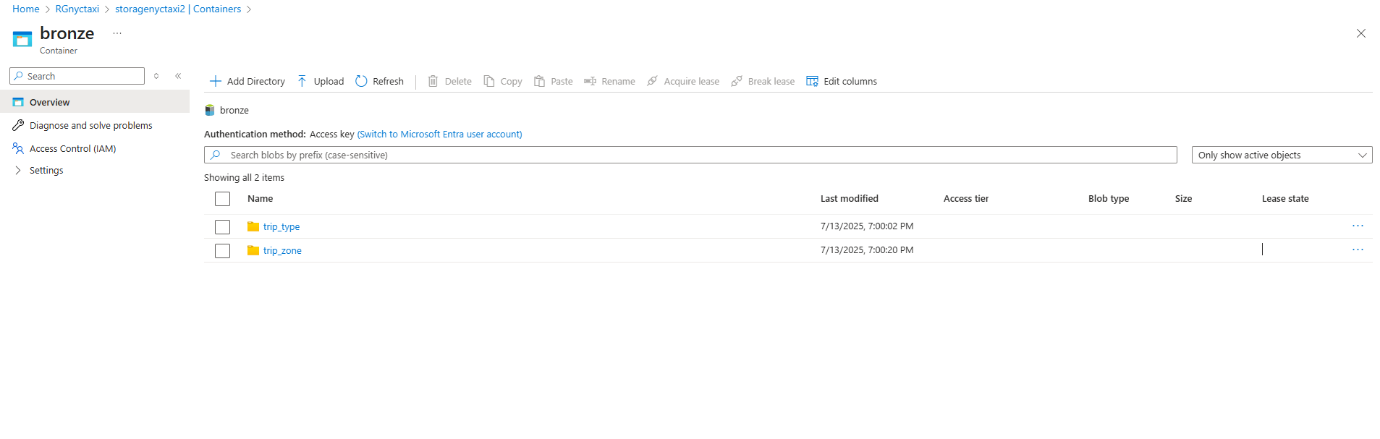 Home > RGnyctaxi > storagenyctaxi2 | Containers >
bronze ...
Container
Search
Overview
Diagnose and solve problems
Access Control (IAM)
Settings
Add Directory Upload Refresh Delete Copy Paste Rename Acquire lease Break lease Edit columns
bronze
Authentication method: Access key (Switch to Microsoft Entra user account)
Search blobs by prefix (case-sensitive) Only show active objects
Showing all 2 items
Name Last modified Access tier Blob type Size Lease state
trip_type 7/13/2025, 7:00:02 PM ...
trip_zone 7/13/2025, 7:00:20 PM ...